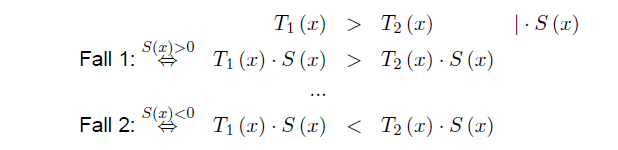 T₁ (x) > T₂ (x) | · S (x)
Fall 1: S(x)>0 ⇔ T₁ (x) · S (x) > T₂ (x) · S (x)
...
Fall 2: S(x)<0 ⇔ T₁ (x) · S (x) < T₂ (x) · S (x)